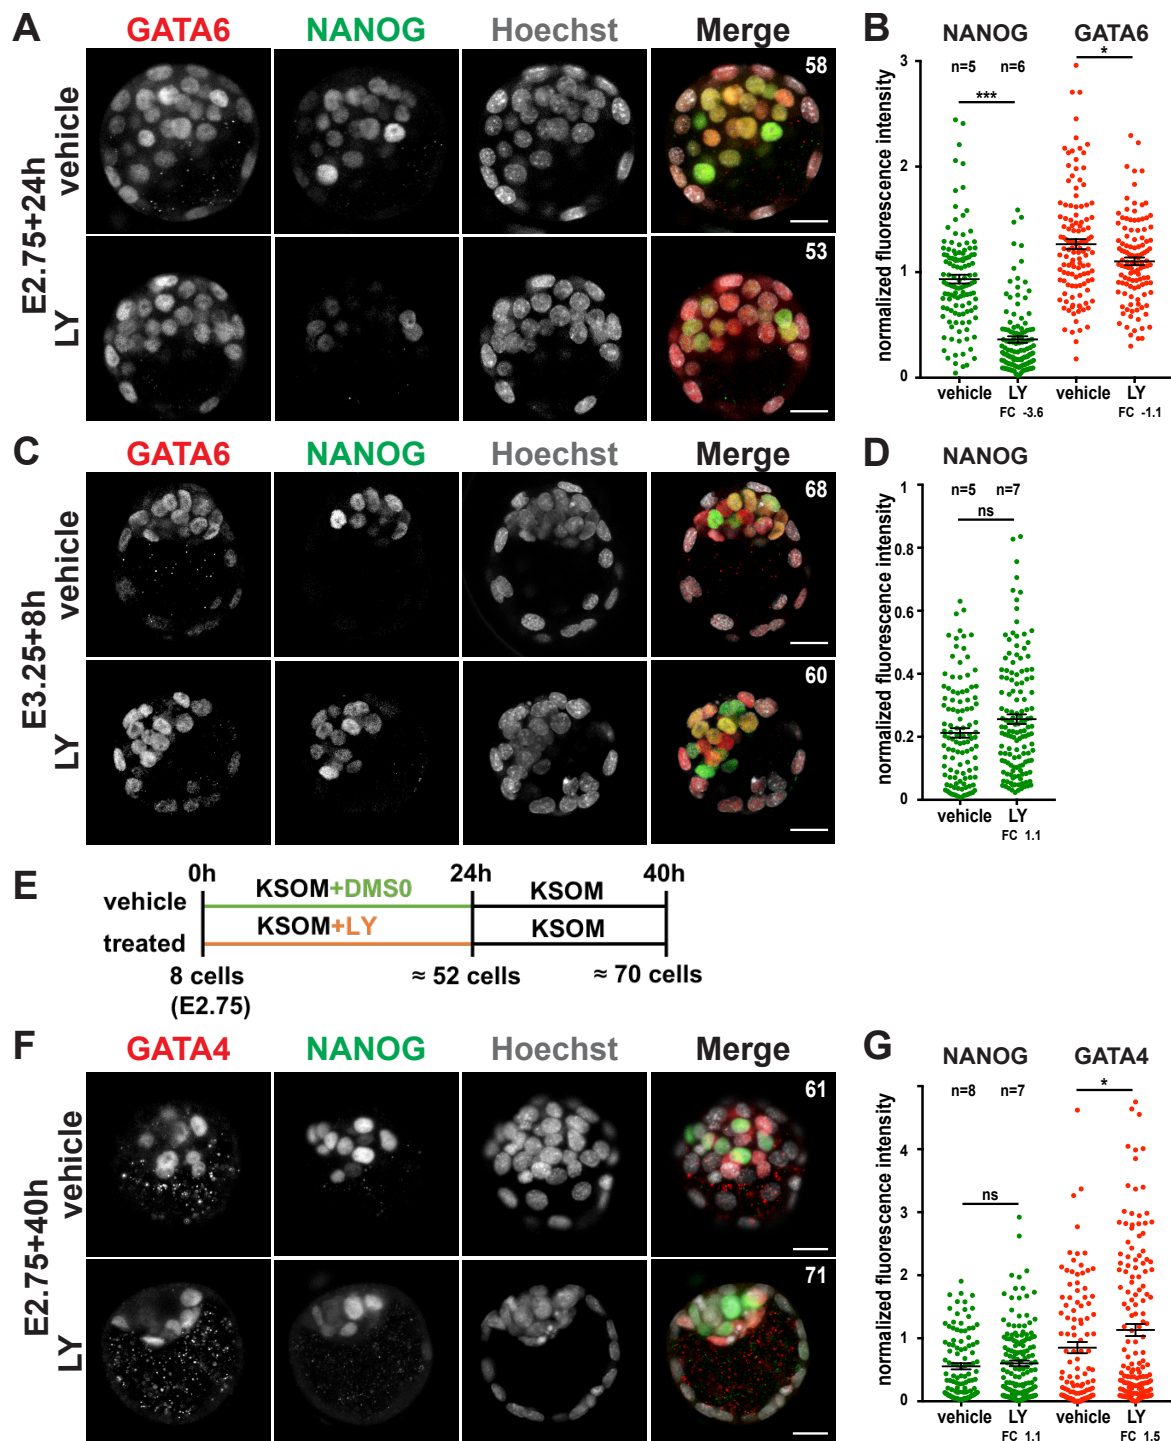 A
GATA6 NANOG Hoechst Merge
E2.75+24h
vehicle
58
LY
53
B
NANOG GATA6
n=5 n=6
***
*
normalized fluorescence intensity
3
2
1
0
vehicle LY vehicle LY
FC -3.6 FC -1.1
C
GATA6 NANOG Hoechst Merge
E3.25+8h
vehicle
68
LY
60
D
NANOG
n=5 n=7
ns
normalized fluorescence intensity
1
0.8
0.6
0.4
0.2
0
vehicle LY
FC 1.1
E
0h 24h 40h
vehicle KSOM+DMS0 KSOM
treated KSOM+LY KSOM
8 cells ≈ 52 cells ≈ 70 cells
(E2.75)
F
GATA4 NANOG Hoechst Merge
E2.75+40h
vehicle
61
LY
71
G
NANOG GATA4
n=8 n=7
*
ns
normalized fluorescence intensity
5
4
3
2
1
0
vehicle LY vehicle LY
FC 1.1 FC 1.5